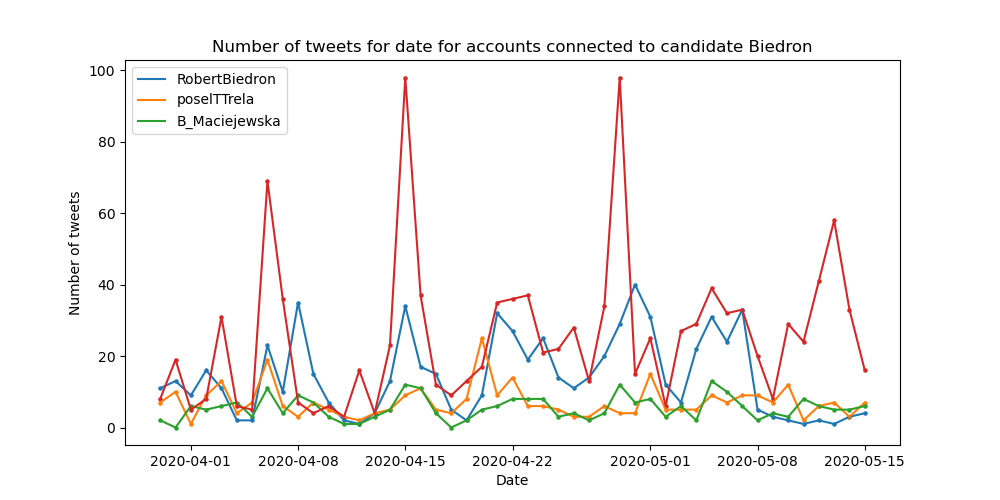 Number of tweets for date for accounts connected to candidate Biedron
RobertBiedron
poselTTrela
B_Maciejewska
100
80
60
40
20
0
Number of tweets
2020-04-01
2020-04-08
2020-04-15
2020-04-22
2020-05-01
2020-05-08
2020-05-15
Date